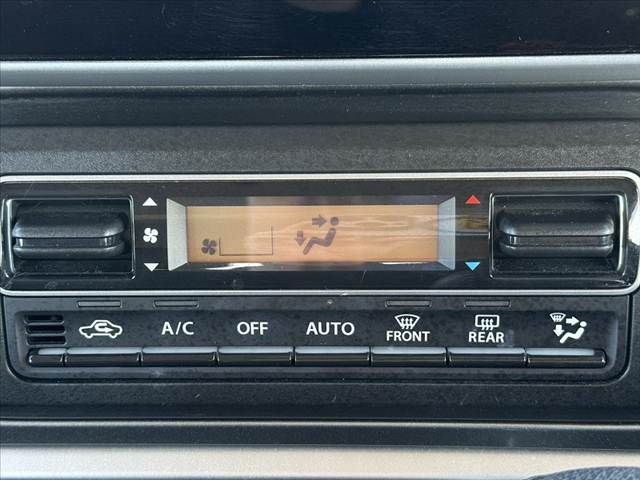 A/C OFF AUTO FRONT REAR